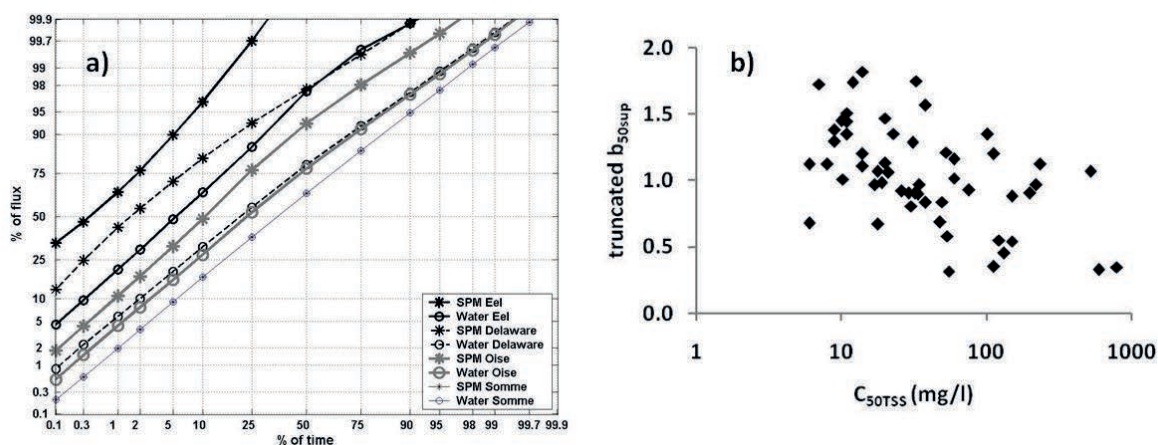 a)
% of flux
99.9
99.7
99
98
95
90
75
50
25
10
5
2
1
0.3
0.1
SPM Eel
Water Eel
SPM Delaware
Water Delaware
SPM Oise
Water Oise
SPM Somme
Water Somme
0.1 0.3 1 2 5 10 25 50 75 90 95 98 99 99.7 99.9
% of time
b)
truncated b50sup
2.0
1.5
1.0
0.5
0.0
1 10 100 1000
C50TSS (mg/l)